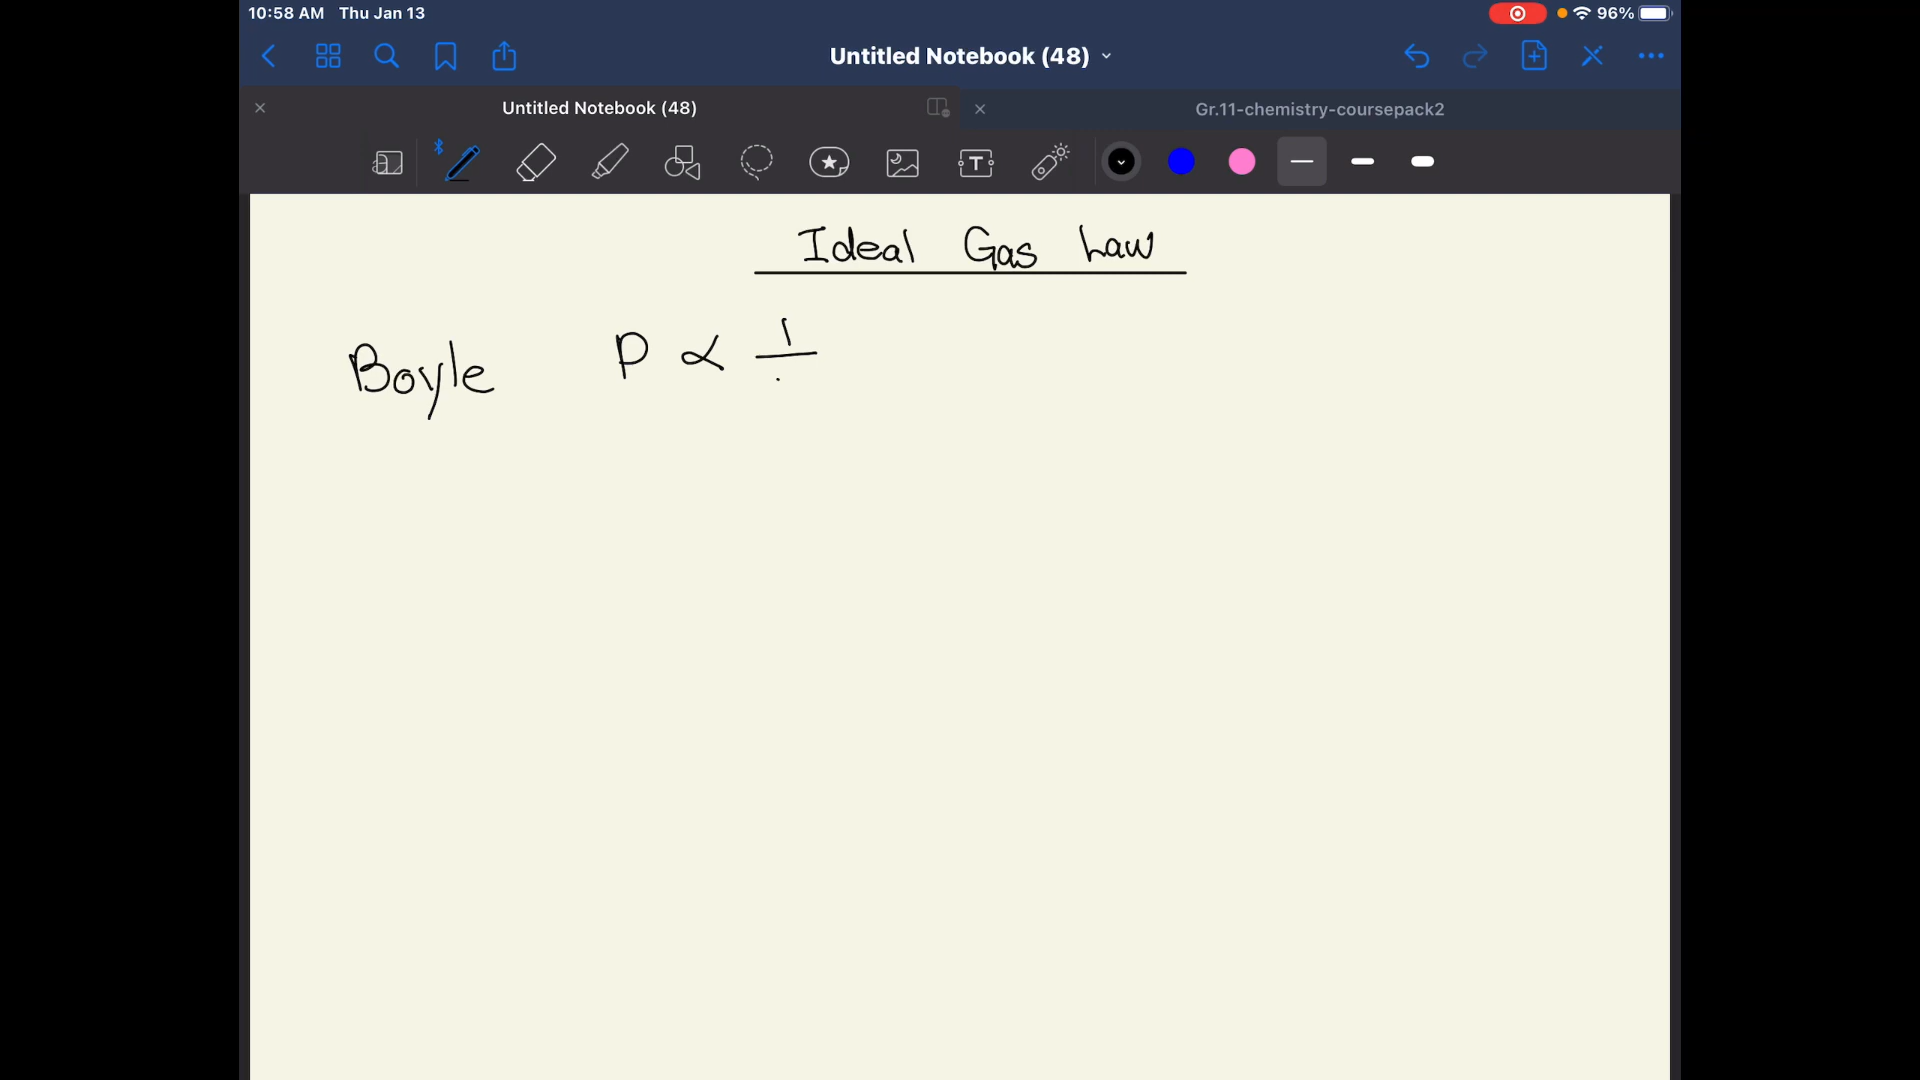 10:58 AM Thu Jan 13
96%
Untitled Notebook (48)
Untitled Notebook (48)
Gr.11-chemistry-coursepack2
Ideal Gas Law
Boyle P ∝ 1/